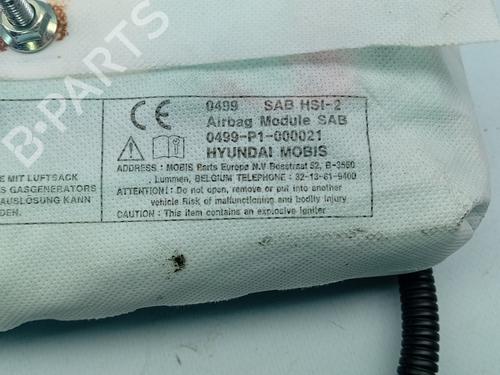 B-PARTS
CE 0499 SAB HSI-2
Airbag Module SAB
0499-P1-000021
HYUNDAI MOBIS
ADDRESS : MOBIS Parts Europe N.V Bosstraat 52, B-3560
Lummen, BELGIUM TELEPHONE : 32-13-61-6400
ATTENTION : Do not open, remove or put into another
vehicle Risk of malfunctioning and bodily injury
CAUTION : This item contains an explosive igniter
E MIT LUFTSACK
S GASGENERATORS
AUSLÖSUNG KANN
DEN.